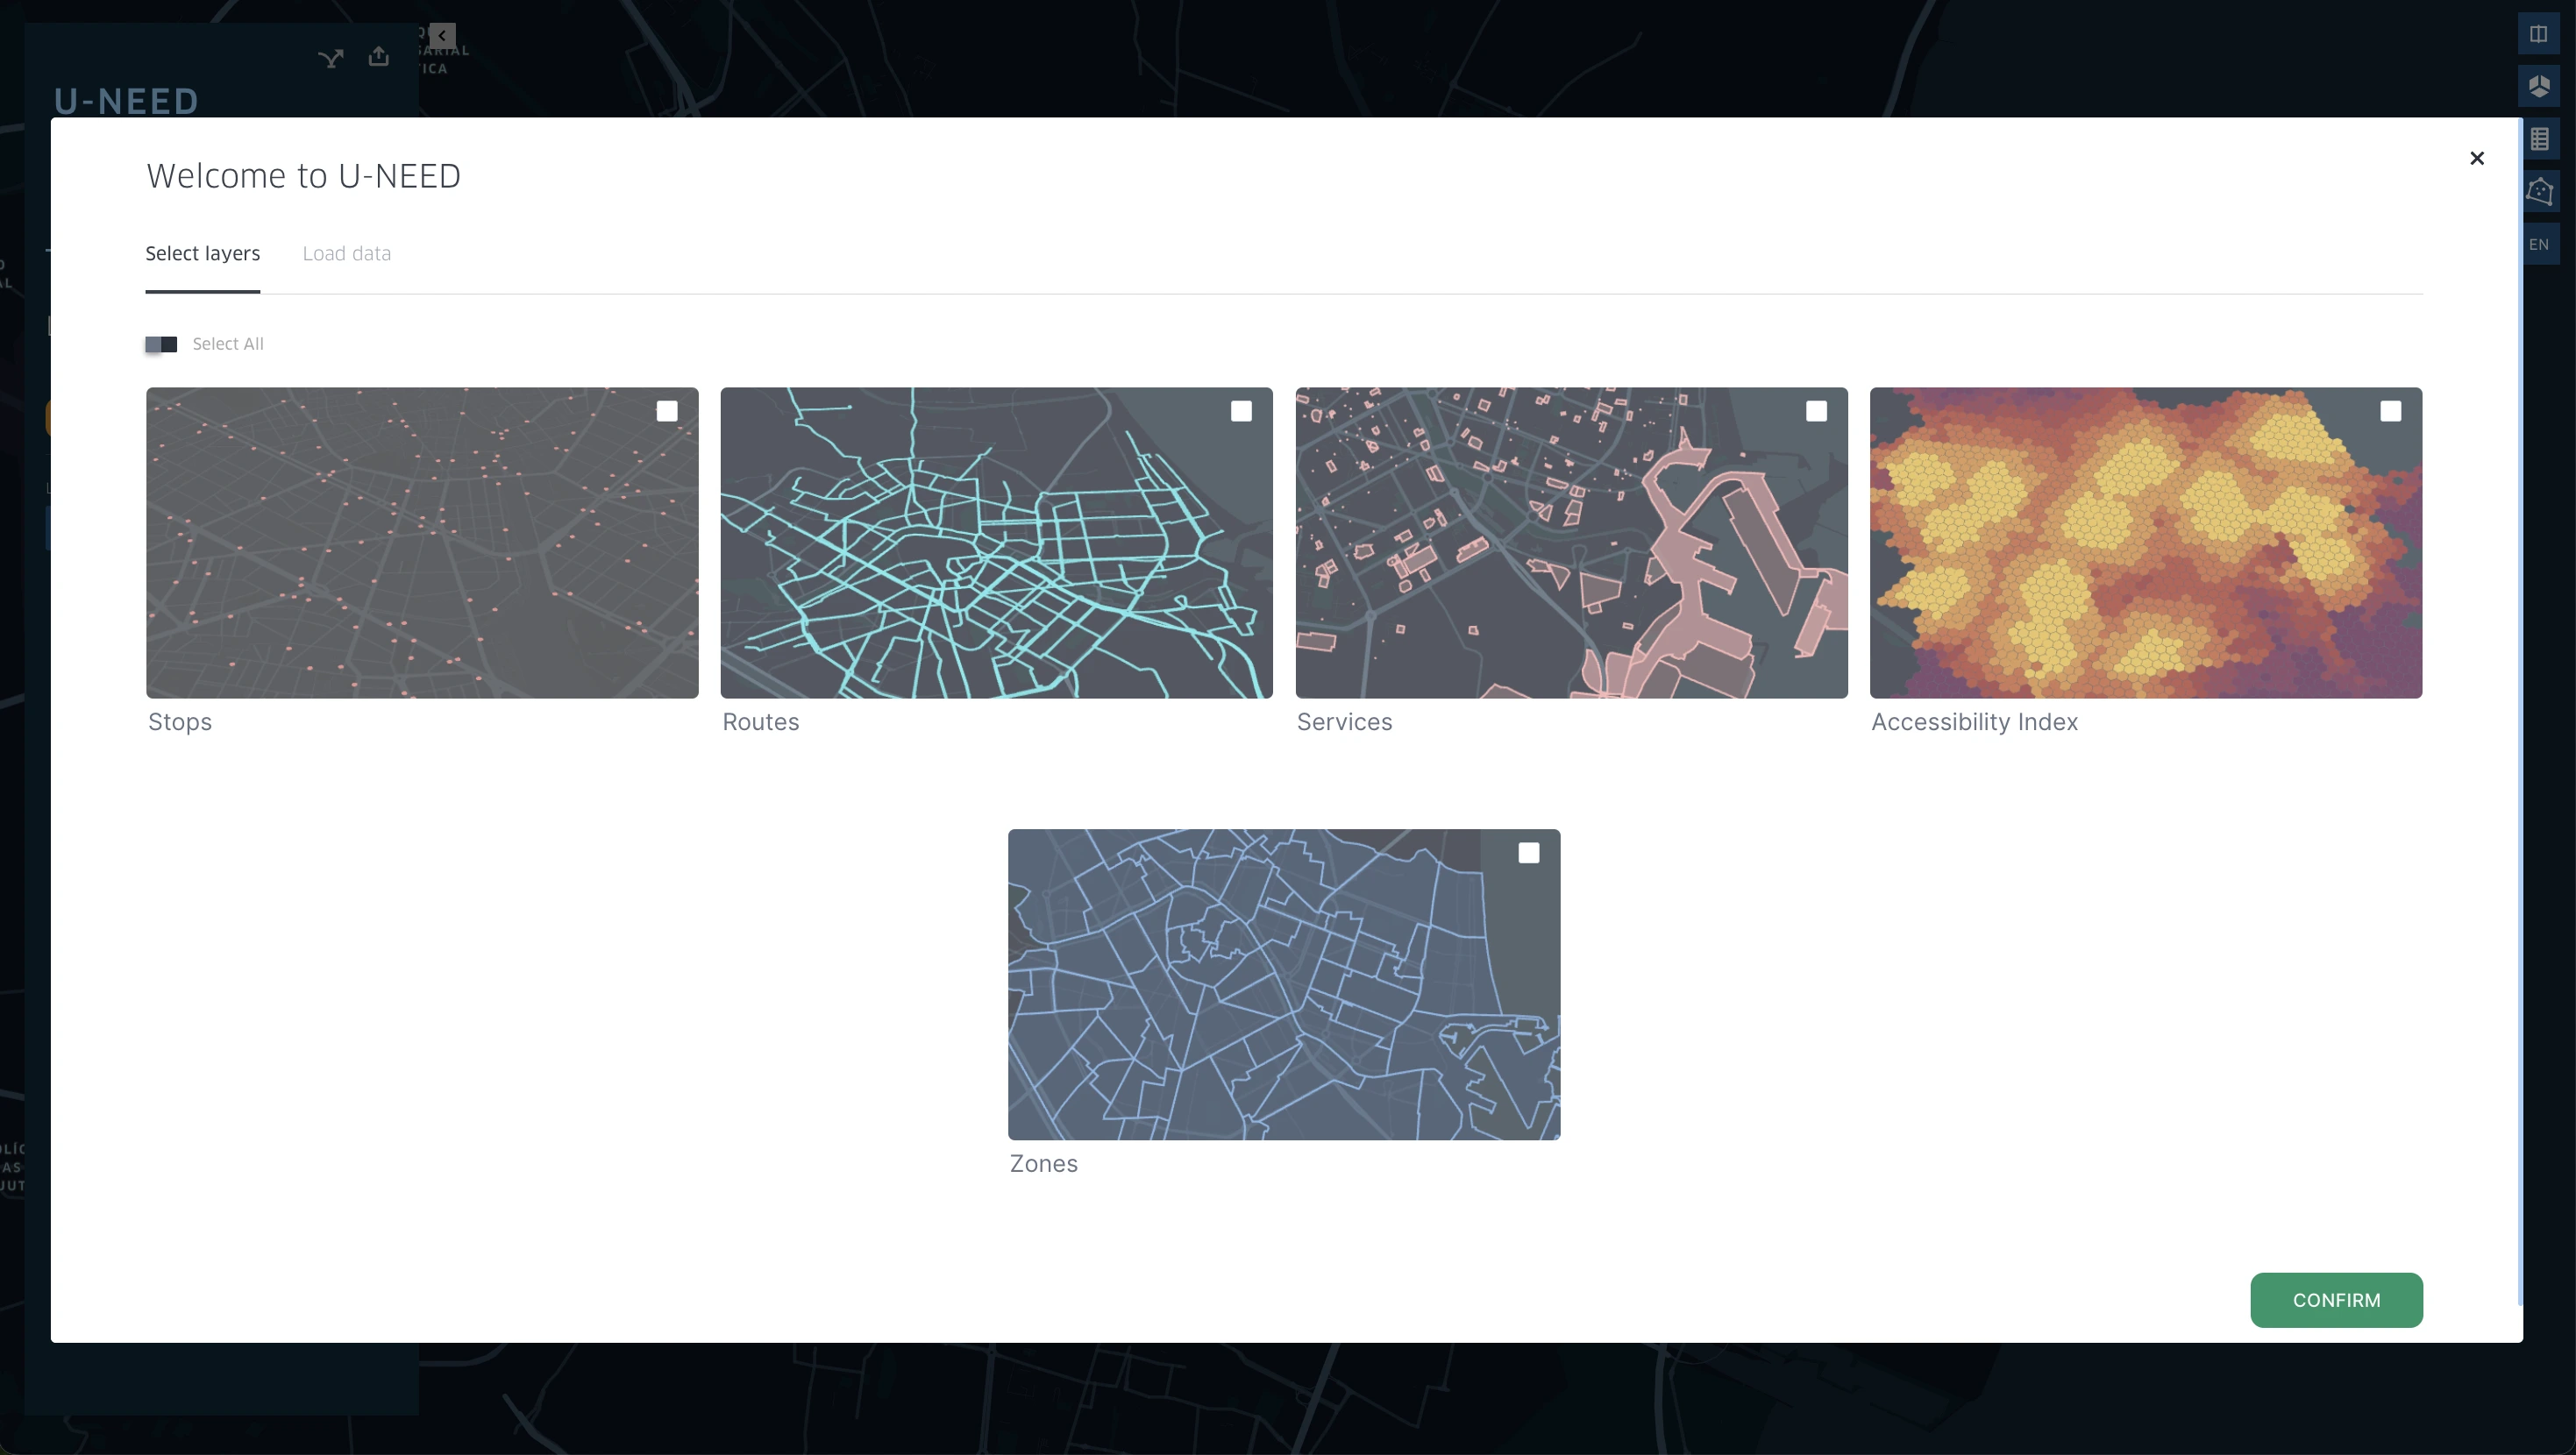 U-NEED
Welcome to U-NEED
EN
Select layers
Load data
Select All
Stops
Routes
Services
Accessibility Index
Zones
CONFIRM